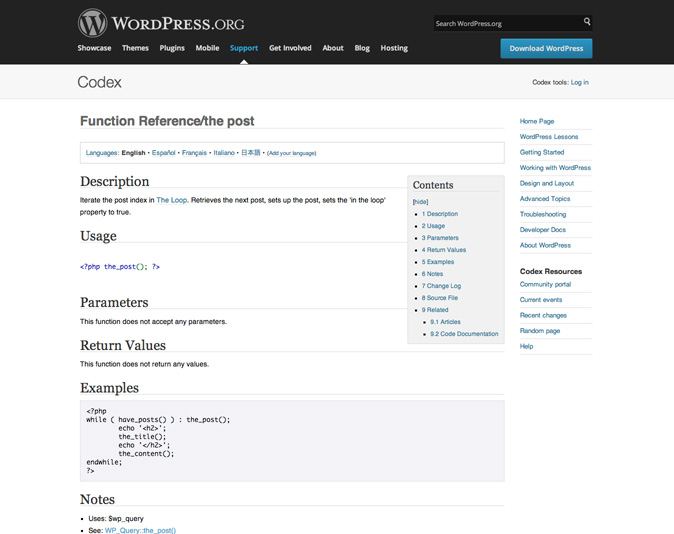 WORDPRESS.ORG
Search WordPress.org
Showcase Themes Plugins Mobile Support Get Involved About Blog Hosting
Download WordPress
Codex
Codex tools: Log in
Function Reference/the post
Languages: English • Español • Français • Italiano • 日本語 • (Add your language)
Description
Iterate the post index in The Loop. Retrieves the next post, sets up the post, sets the 'in the loop'
property to true.
Usage
<?php the_post(); ?>
Parameters
This function does not accept any parameters.
Return Values
This function does not return any values.
Examples
<?php
while ( have_posts() ) : the_post();
echo '<h2>';
the_title();
echo '</h2>';
the_content();
endwhile;
?>
Notes
• Uses: $wp_query
• See: WP_Query::the_post()
Contents
[hide]
• 1 Description
• 2 Usage
• 3 Parameters
• 4 Return Values
• 5 Examples
• 6 Notes
• 7 Change Log
• 8 Source File
• 9 Related
• 9.1 Articles
• 9.2 Code Documentation
Home Page
WordPress Lessons
Getting Started
Working with WordPress
Design and Layout
Advanced Topics
Troubleshooting
Developer Docs
About WordPress
Codex Resources
Community portal
Current events
Recent changes
Random page
Help